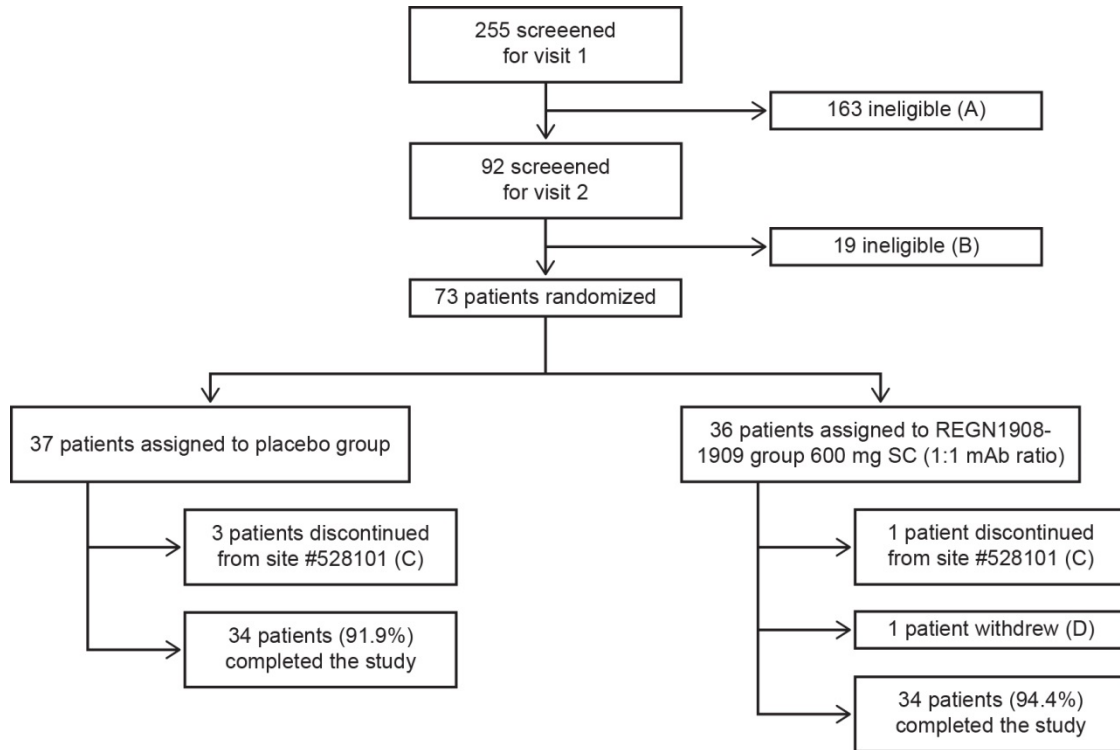 255 screeened
for visit 1
163 ineligible (A)
92 screeened
for visit 2
19 ineligible (B)
73 patients randomized
37 patients assigned to placebo group
36 patients assigned to REGN1908-
1909 group 600 mg SC (1:1 mAb ratio)
3 patients discontinued
from site #528101 (C)
34 patients (91.9%)
completed the study
1 patient discontinued
from site #528101 (C)
1 patient withdrew (D)
34 patients (94.4%)
completed the study